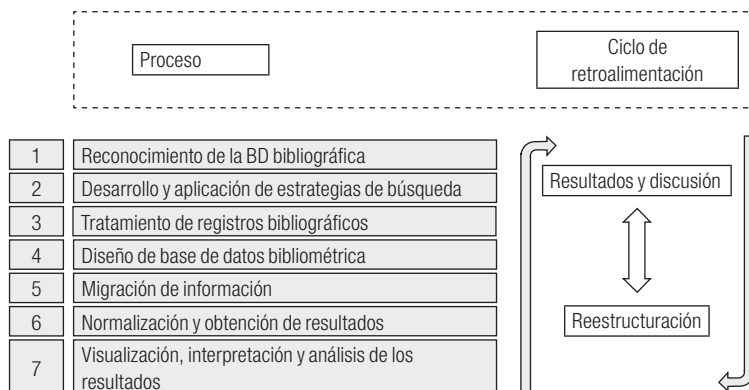 Proceso
Ciclo de
retroalimentación
1 Reconocimiento de la BD bibliográfica
2 Desarrollo y aplicación de estrategias de búsqueda
3 Tratamiento de registros bibliográficos
4 Diseño de base de datos bibliométrica
5 Migración de información
6 Normalización y obtención de resultados
7 Visualización, interpretación y análisis de los
resultados
Resultados y discusión
Reestructuración